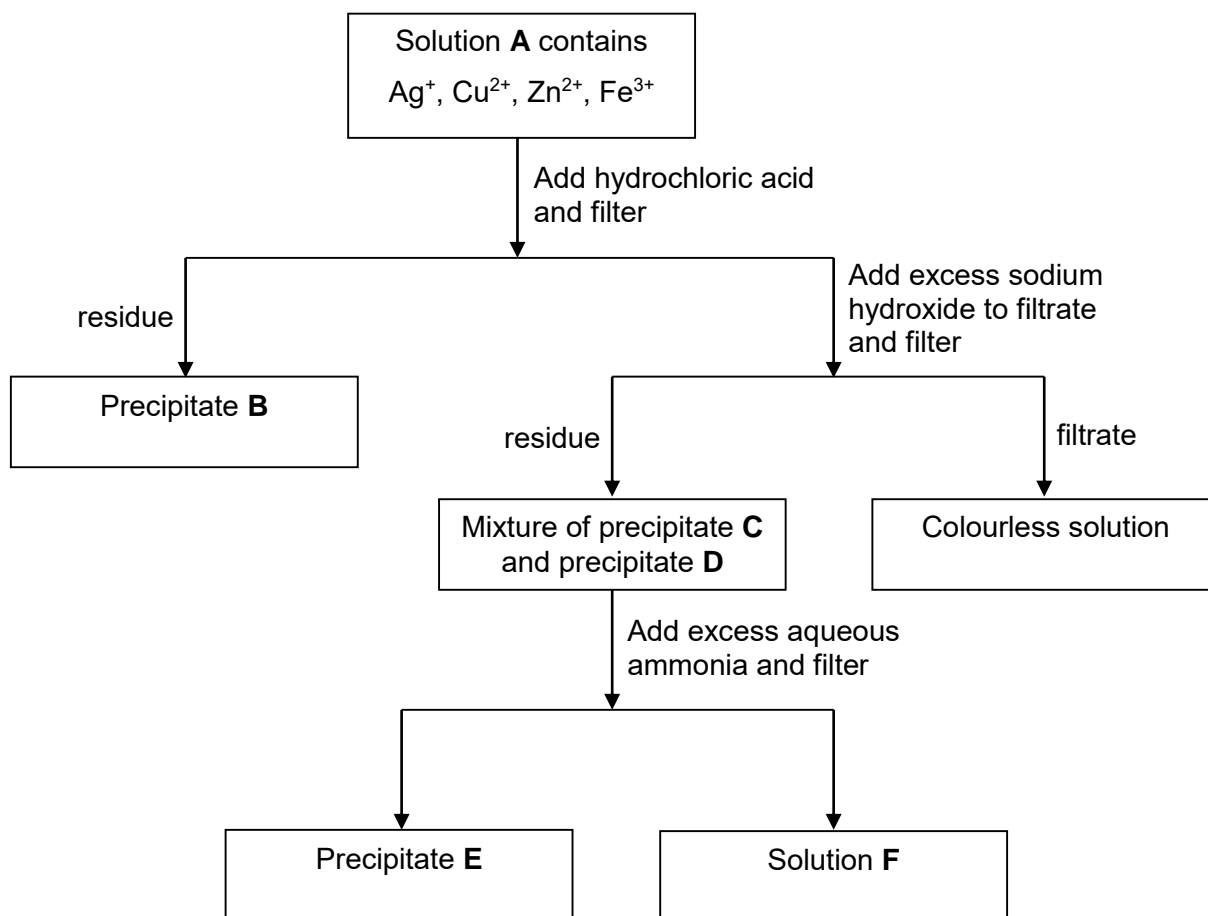 Solution A contains
Ag⁺, Cu²⁺, Zn²⁺, Fe³⁺
Add hydrochloric acid
and filter
residue
Add excess sodium
hydroxide to filtrate
and filter
Precipitate B
residue
filtrate
Mixture of precipitate C
and precipitate D
Colourless solution
Add excess aqueous
ammonia and filter
Precipitate E
Solution F